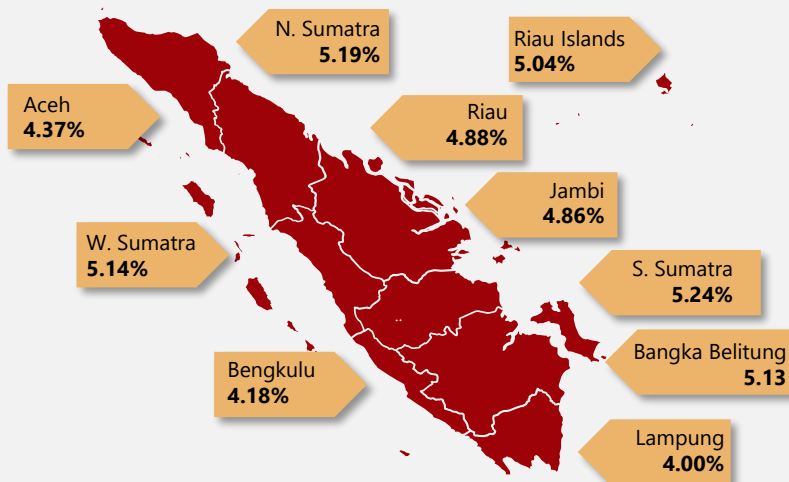 N. Sumatra
5.19%
Riau Islands
5.04%
Aceh
4.37%
Riau
4.88%
Jambi
4.86%
W. Sumatra
5.14%
S. Sumatra
5.24%
Bangka Belitung
5.13
Bengkulu
4.18%
Lampung
4.00%